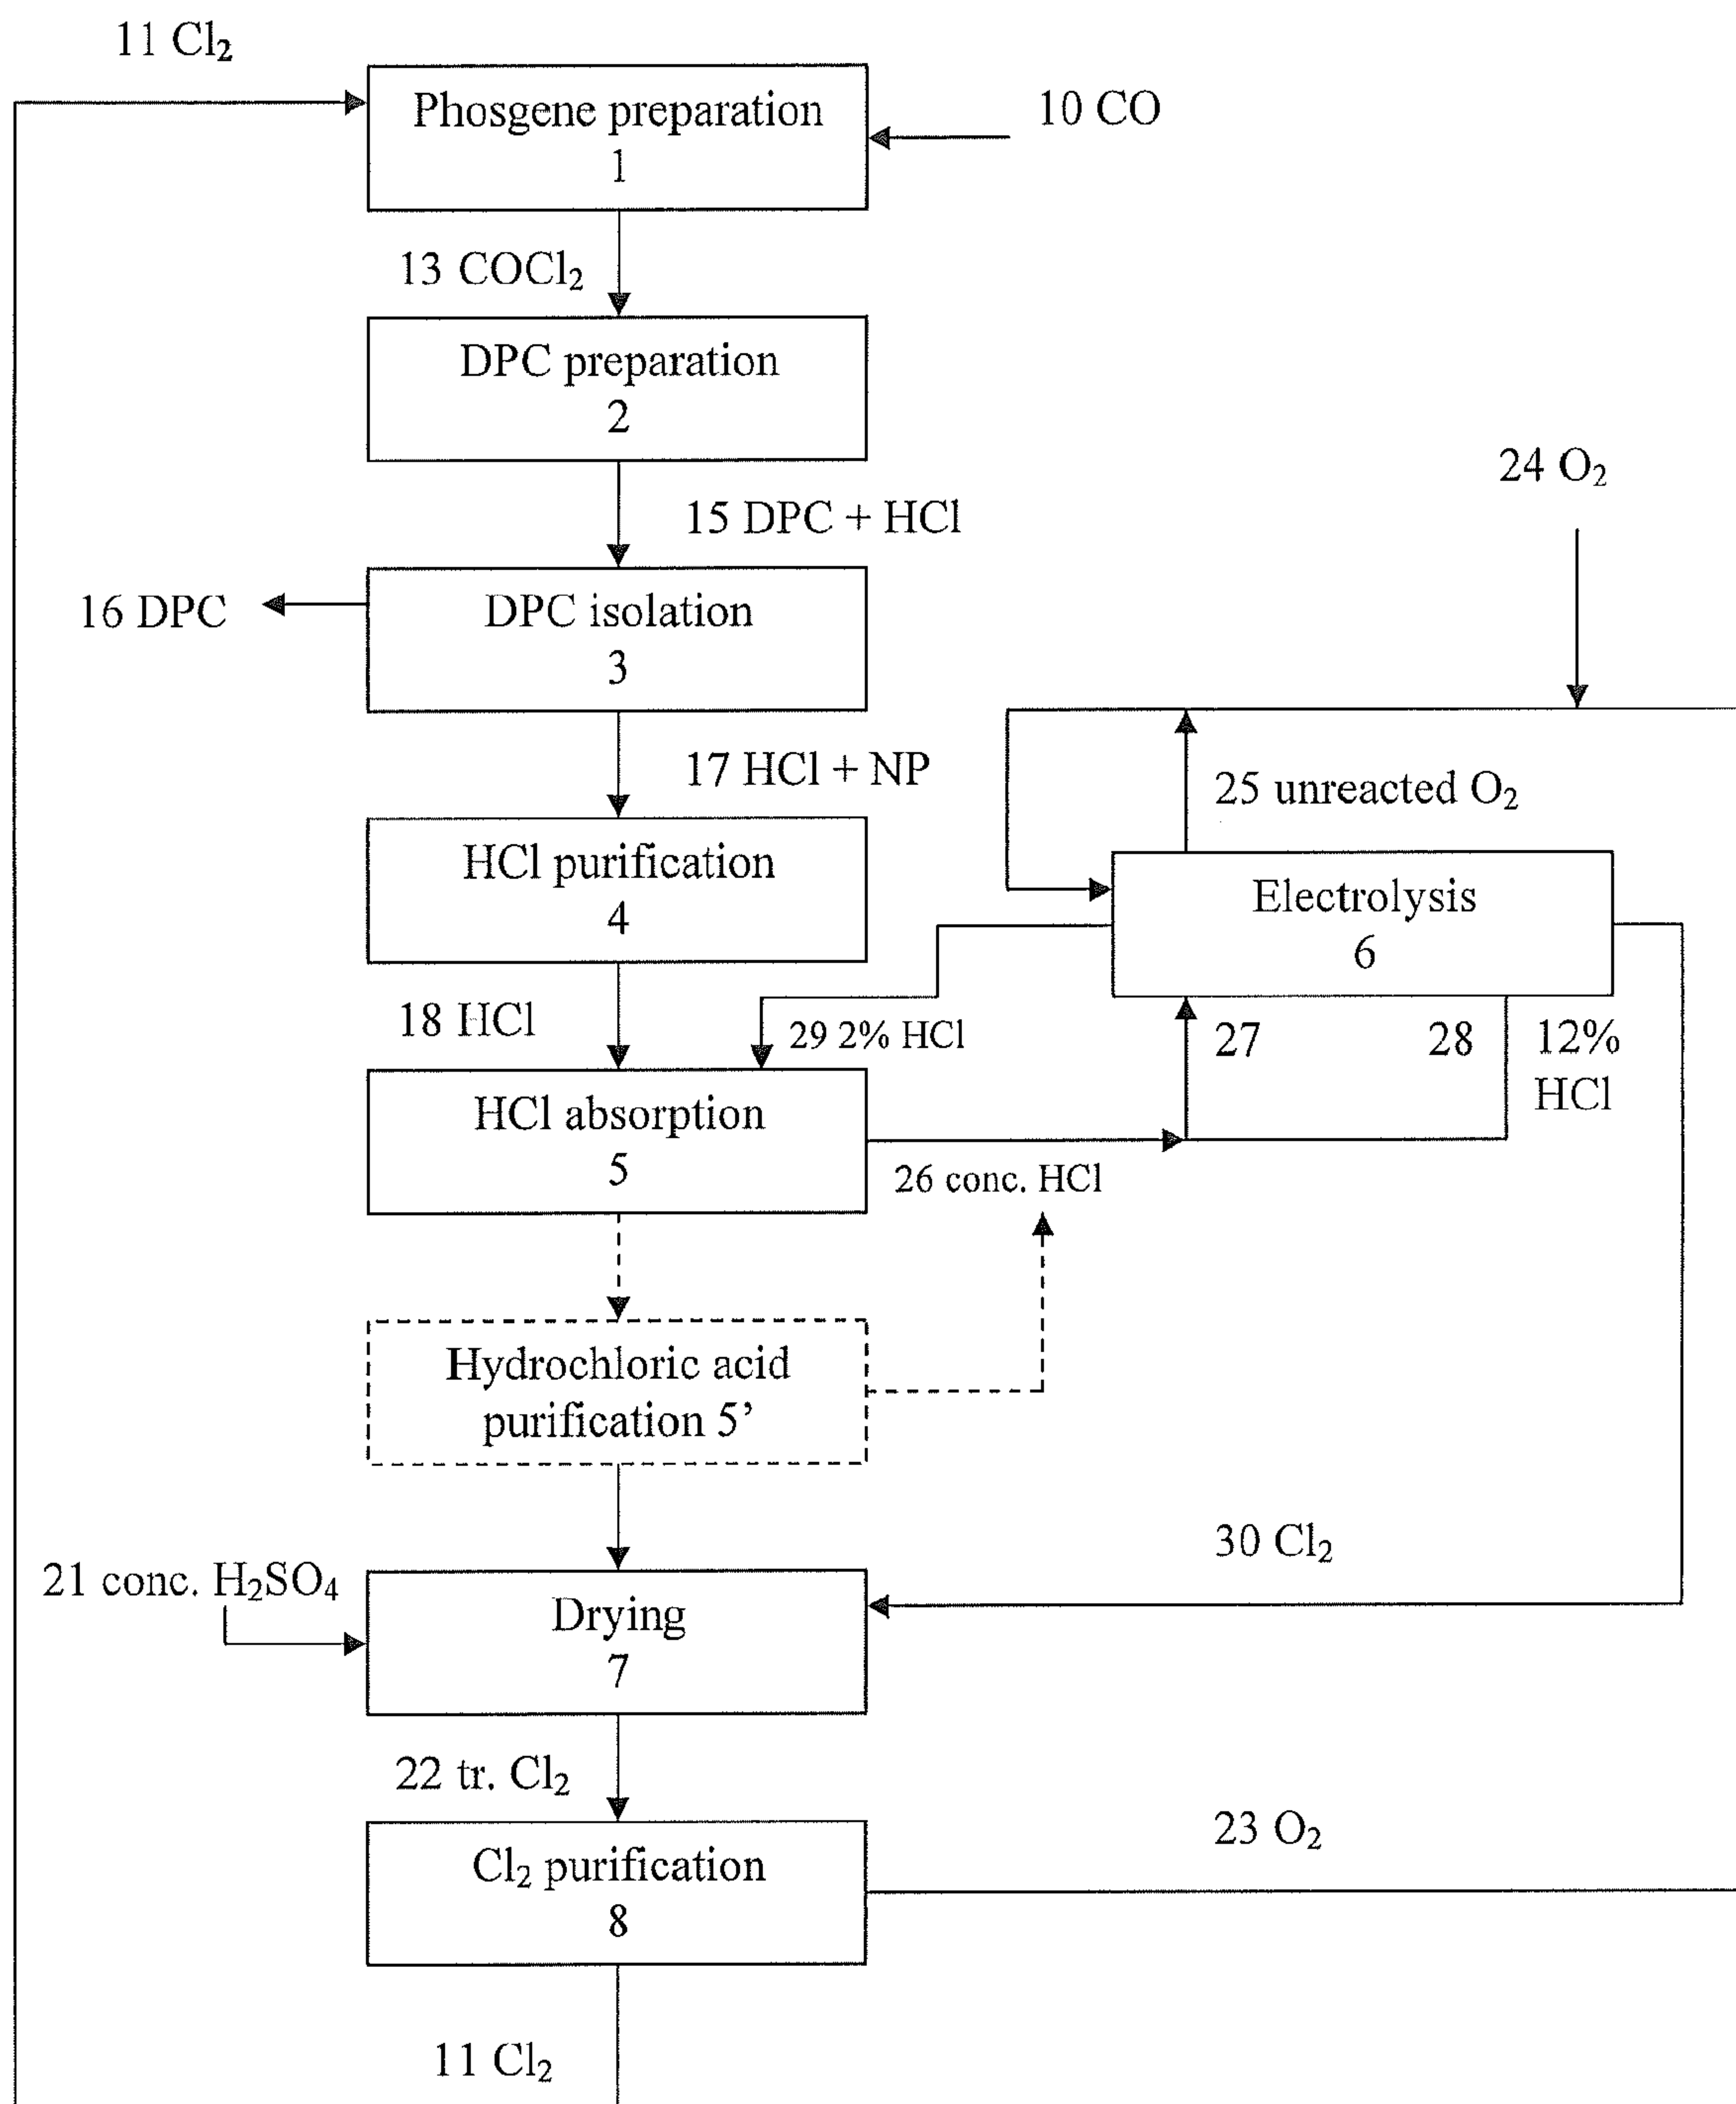 11 Cl₂
Phosgene preparation
1
10 CO
13 COCl₂
DPC preparation
2
24 O₂
15 DPC + HCl
16 DPC
DPC isolation
3
17 HCl + NP
25 unreacted O₂
HCl purification
4
Electrolysis
6
18 HCl
29 2% HCl
27
28
12%
HCl
HCl absorption
5
26 conc. HCl
Hydrochloric acid
purification 5’
30 Cl₂
21 conc. H₂SO₄
Drying
7
22 tr. Cl₂
23 O₂
Cl₂ purification
8
11 Cl₂